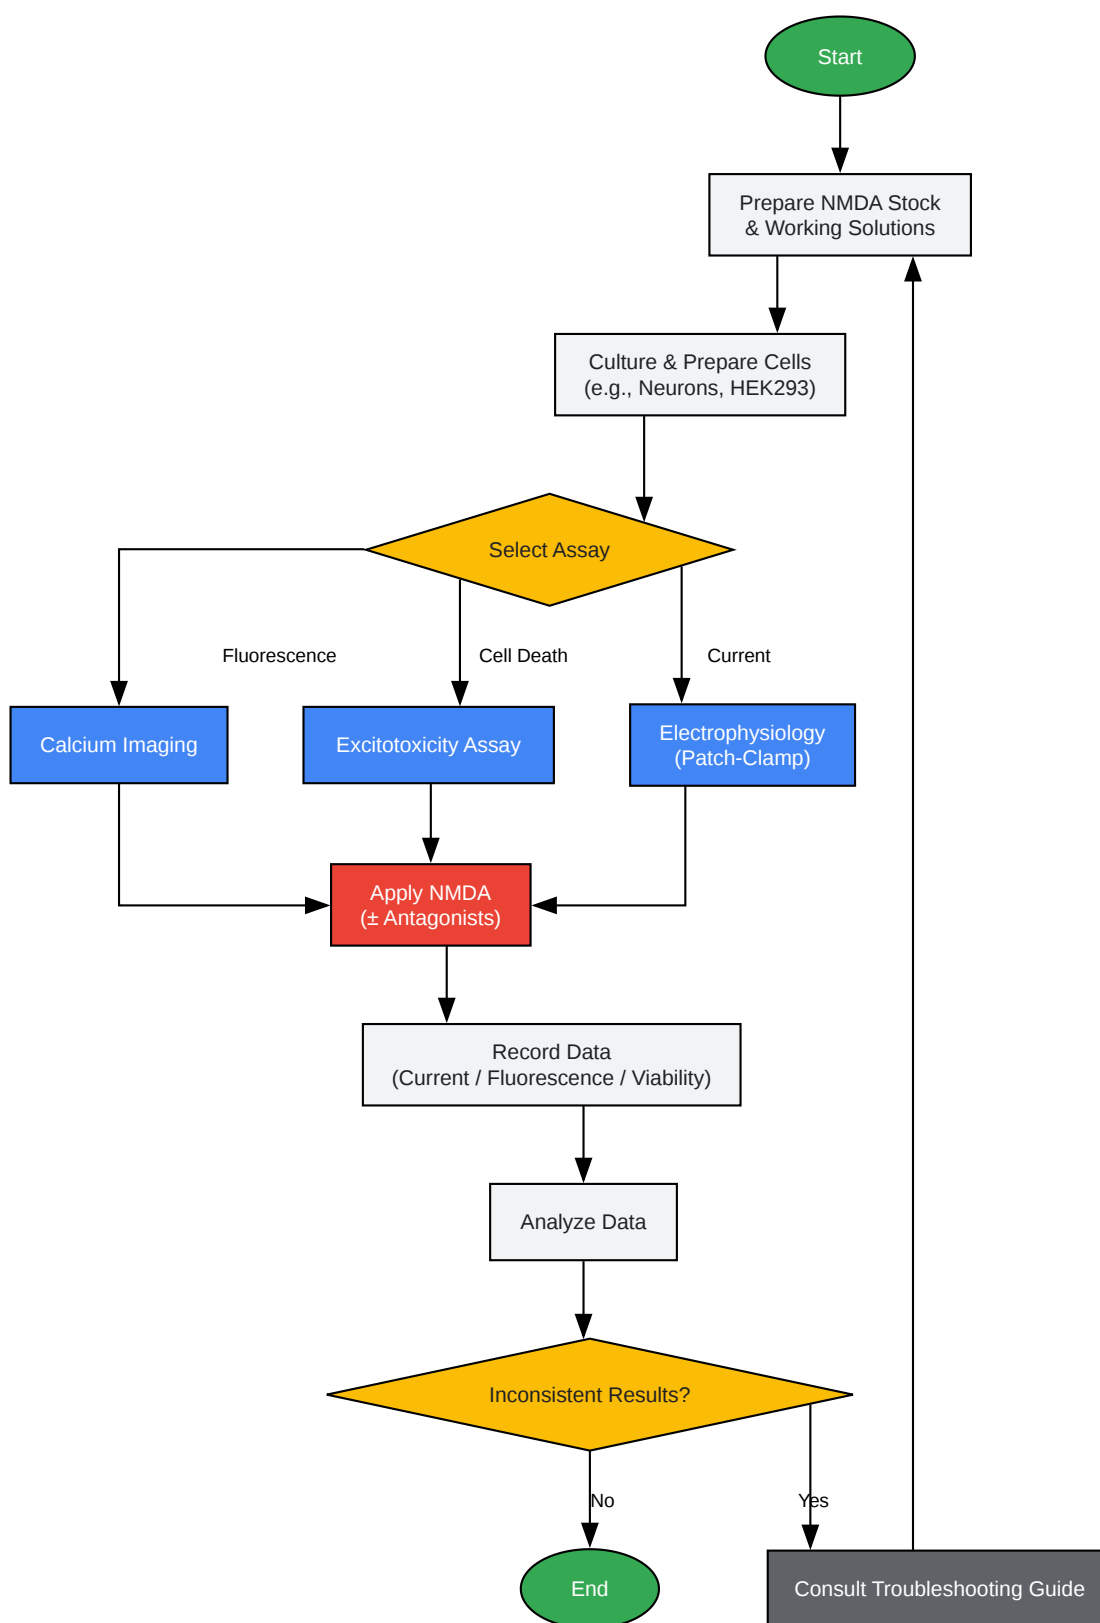 Start
Prepare NMDA Stock
& Working Solutions
Culture & Prepare Cells
(e.g., Neurons, HEK293)
Select Assay
Fluorescence
Cell Death
Current
Calcium Imaging
Excitotoxicity Assay
Electrophysiology
(Patch-Clamp)
Apply NMDA
(± Antagonists)
Record Data
(Current / Fluorescence / Viability)
Analyze Data
Inconsistent Results?
No
Yes
End
Consult Troubleshooting Guide